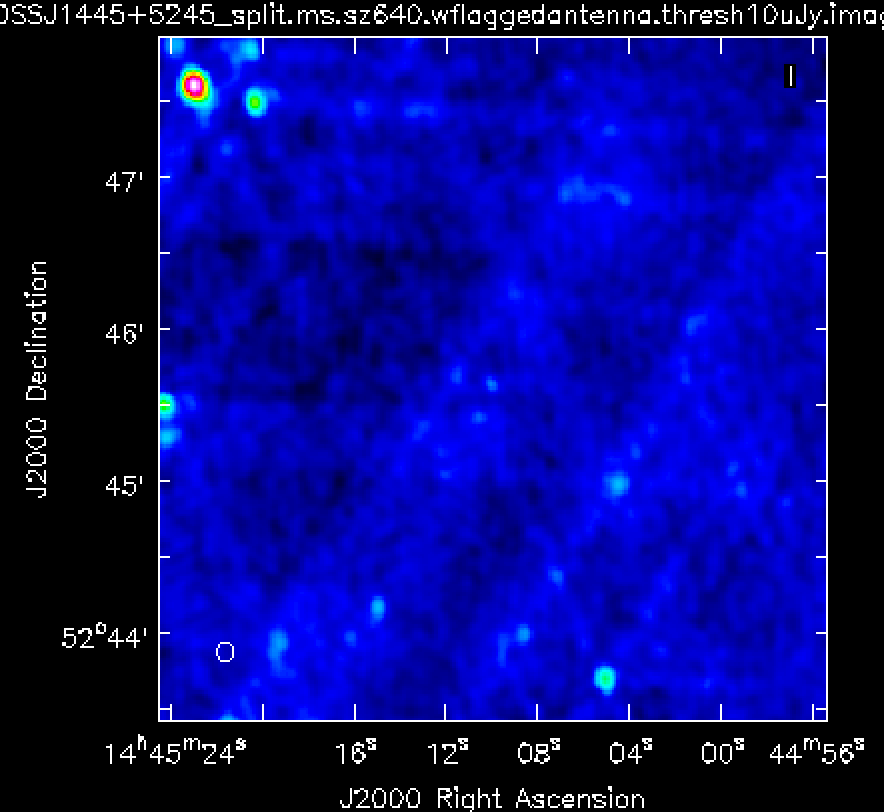 OSSJ1445+5245_split.ms.sz640.wflaggedantenna.thresh10uJy.imag
I
47'
46'
45'
52°44'
J2000 Declination
14ʰ45ᵐ24ˢ 16ˢ 12ˢ 08ˢ 04ˢ 00ˢ 44ᵐ56ˢ
J2000 Right Ascension